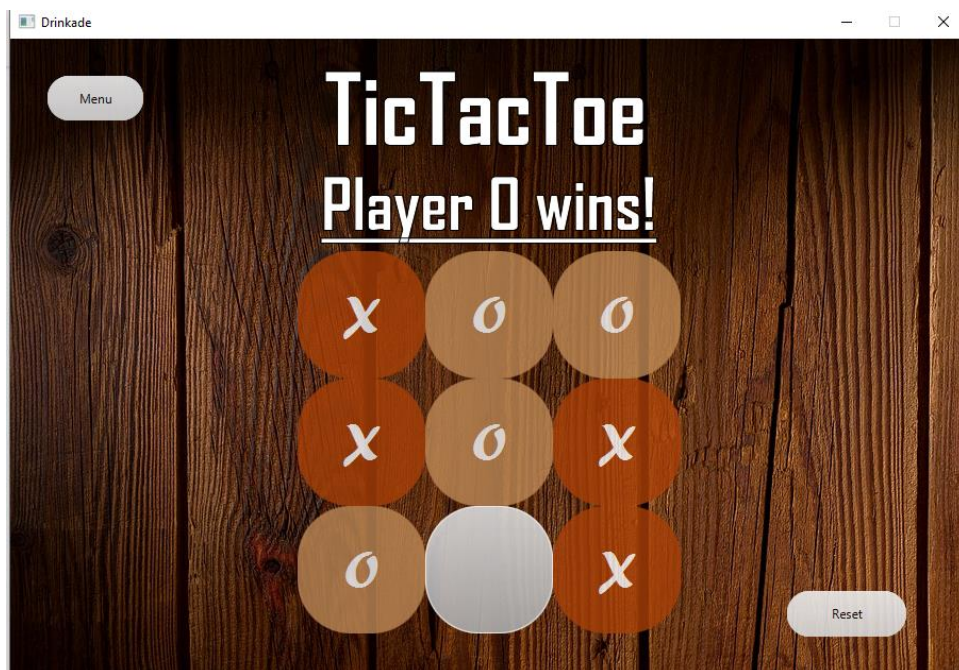 Drinkade
Menu
TicTacToe
Player O wins!
X O O
X O X
O X
Reset